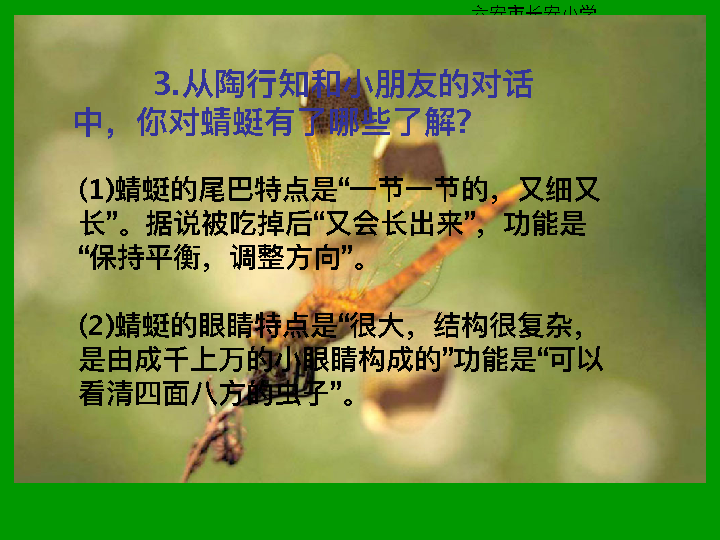 六安市长安小学
3.从陶行知和小朋友的对话
中，你对蜻蜓有了哪些了解?
(1)蜻蜓的尾巴特点是“一节一节的，又细又
长”。据说被吃掉后“又会长出来”，功能是
“保持平衡，调整方向”。
(2)蜻蜓的眼睛特点是“很大，结构很复杂，
是由成千上万的小眼睛构成的”功能是“可以
看清四面八方的虫子”。